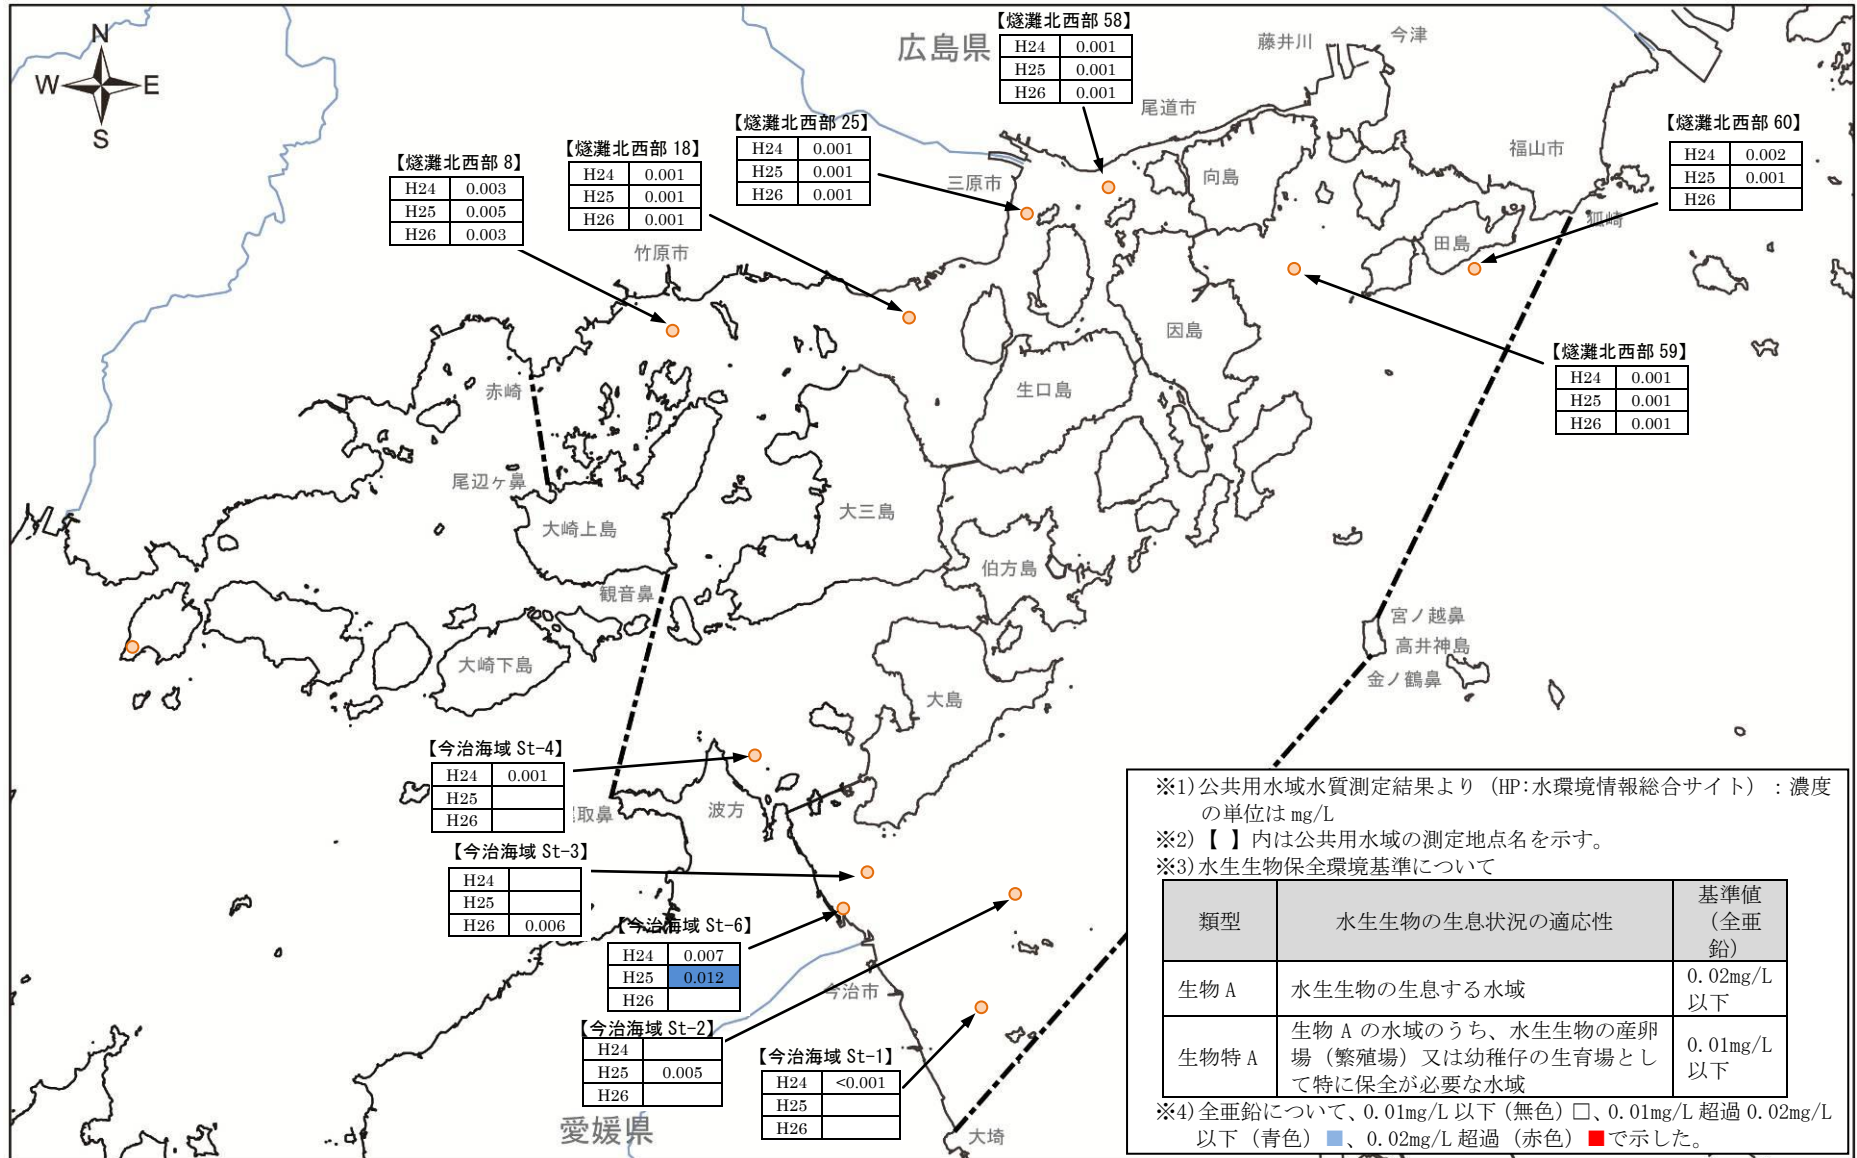 N
W
E
S
広島県
藤井川
今津
尾道市
福山市
三原市
向島
田島
狐崎
竹原市
因島
生口島
赤崎
尾辺ヶ鼻
大崎上島
大三島
伯方島
観音鼻
大崎下島
大島
宮ノ越鼻
高井神島
金ノ鶴鼻
取鼻
波方
今治市
愛媛県
大埼
【燧灘北西部 58】
H24 0.001
H25 0.001
H26 0.001
【燧灘北西部 60】
H24 0.002
H25 0.001
H26
【燧灘北西部 25】
H24 0.001
H25 0.001
H26 0.001
【燧灘北西部 18】
H24 0.001
H25 0.001
H26 0.001
【燧灘北西部 8】
H24 0.003
H25 0.005
H26 0.003
【燧灘北西部 59】
H24 0.001
H25 0.001
H26 0.001
【今治海域 St-4】
H24 0.001
H25
H26
【今治海域 St-3】
H24
H25
H26 0.006
【今治海域 St-6】
H24 0.007
H25 0.012
H26
【今治海域 St-2】
H24
H25 0.005
H26
【今治海域 St-1】
H24 <0.001
H25
H26
※1)公共用水域水質測定結果より（HP:水環境情報総合サイト）：濃度
の単位は mg/L
※2)【 】内は公共用水域の測定地点名を示す。
※3)水生生物保全環境基準について
類型 水生生物の生息状況の適応性 基準値
（全亜
鉛）
生物 A 水生生物の生息する水域 0.02mg/L
以下
生物特 A 生物 A の水域のうち、水生生物の産卵
場（繁殖場）又は幼稚仔の生育場とし
て特に保全が必要な水域 0.01mg/L
以下
※4)全亜鉛について、0.01mg/L 以下（無色）□、0.01mg/L 超過 0.02mg/L
以下（青色）■、0.02mg/L 超過（赤色）■で示した。